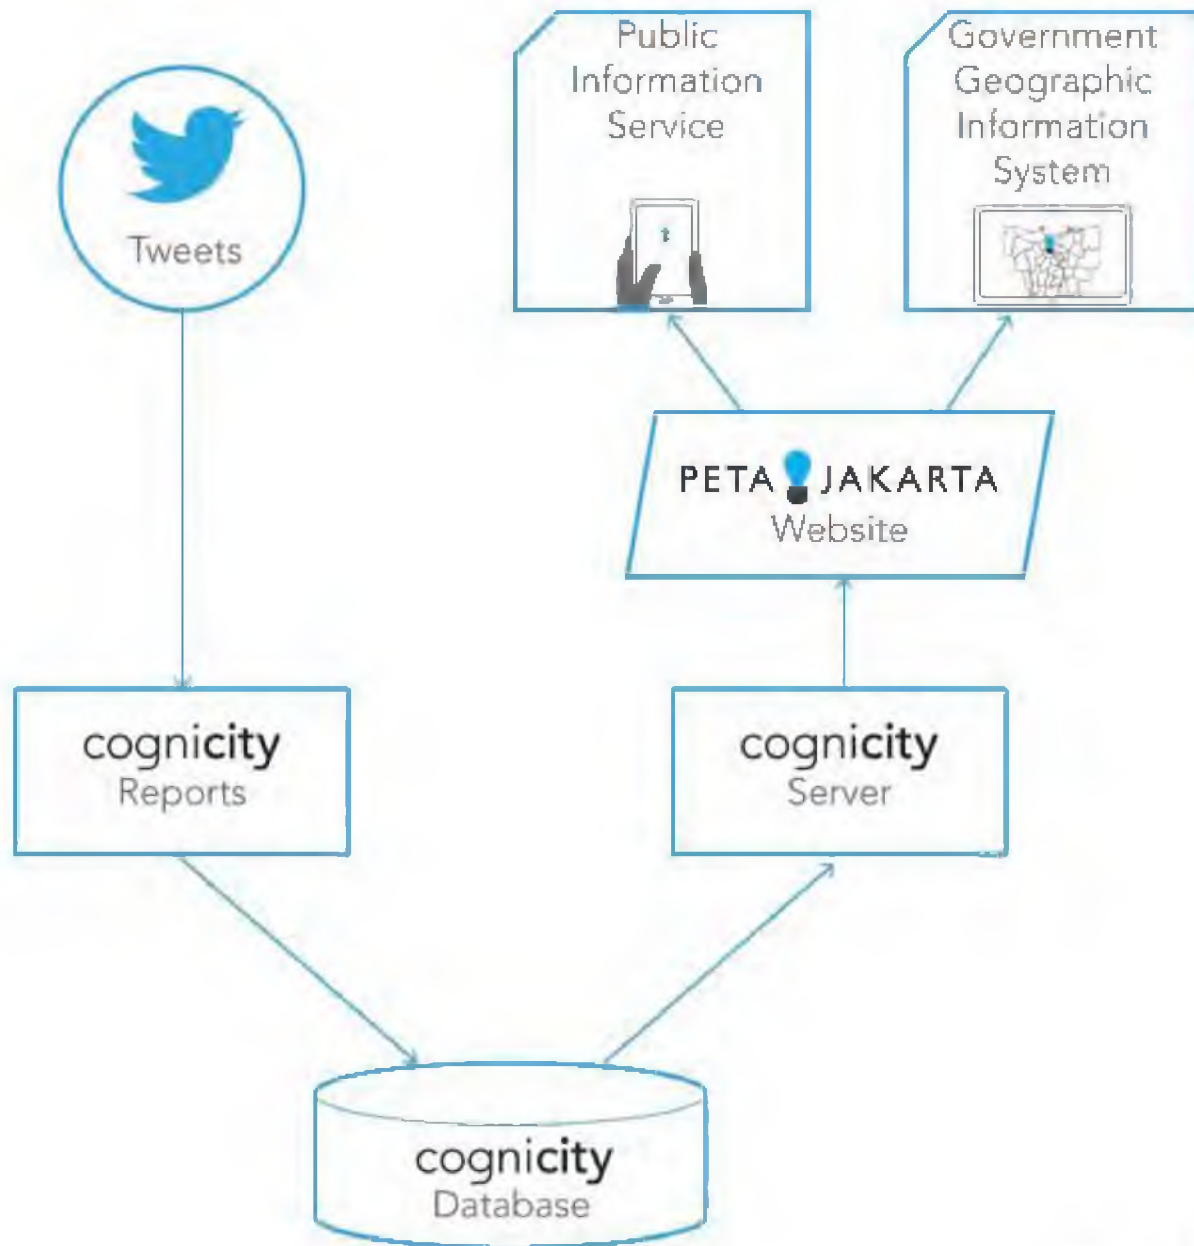 Tweets
Public
Information
Service
t
Government
Geographic
Information
System
PETA JAKARTA
Website
cognicity
Reports
cognicity
Server
cognicity
Database